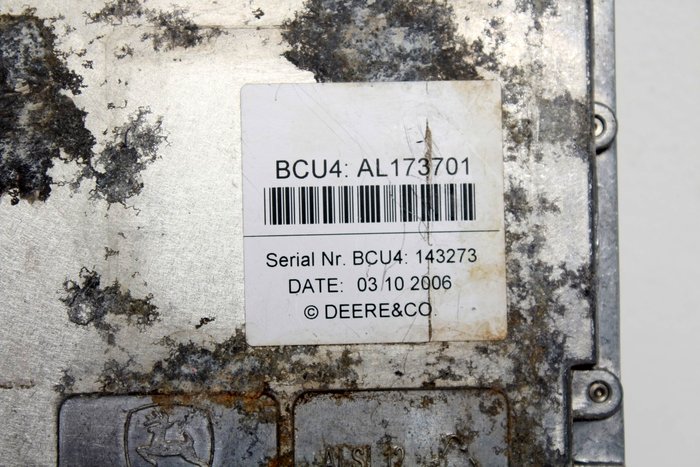 BCU4: AL173701
Serial Nr. BCU4: 143273
DATE: 03 10 2006
© DEERE&CO.